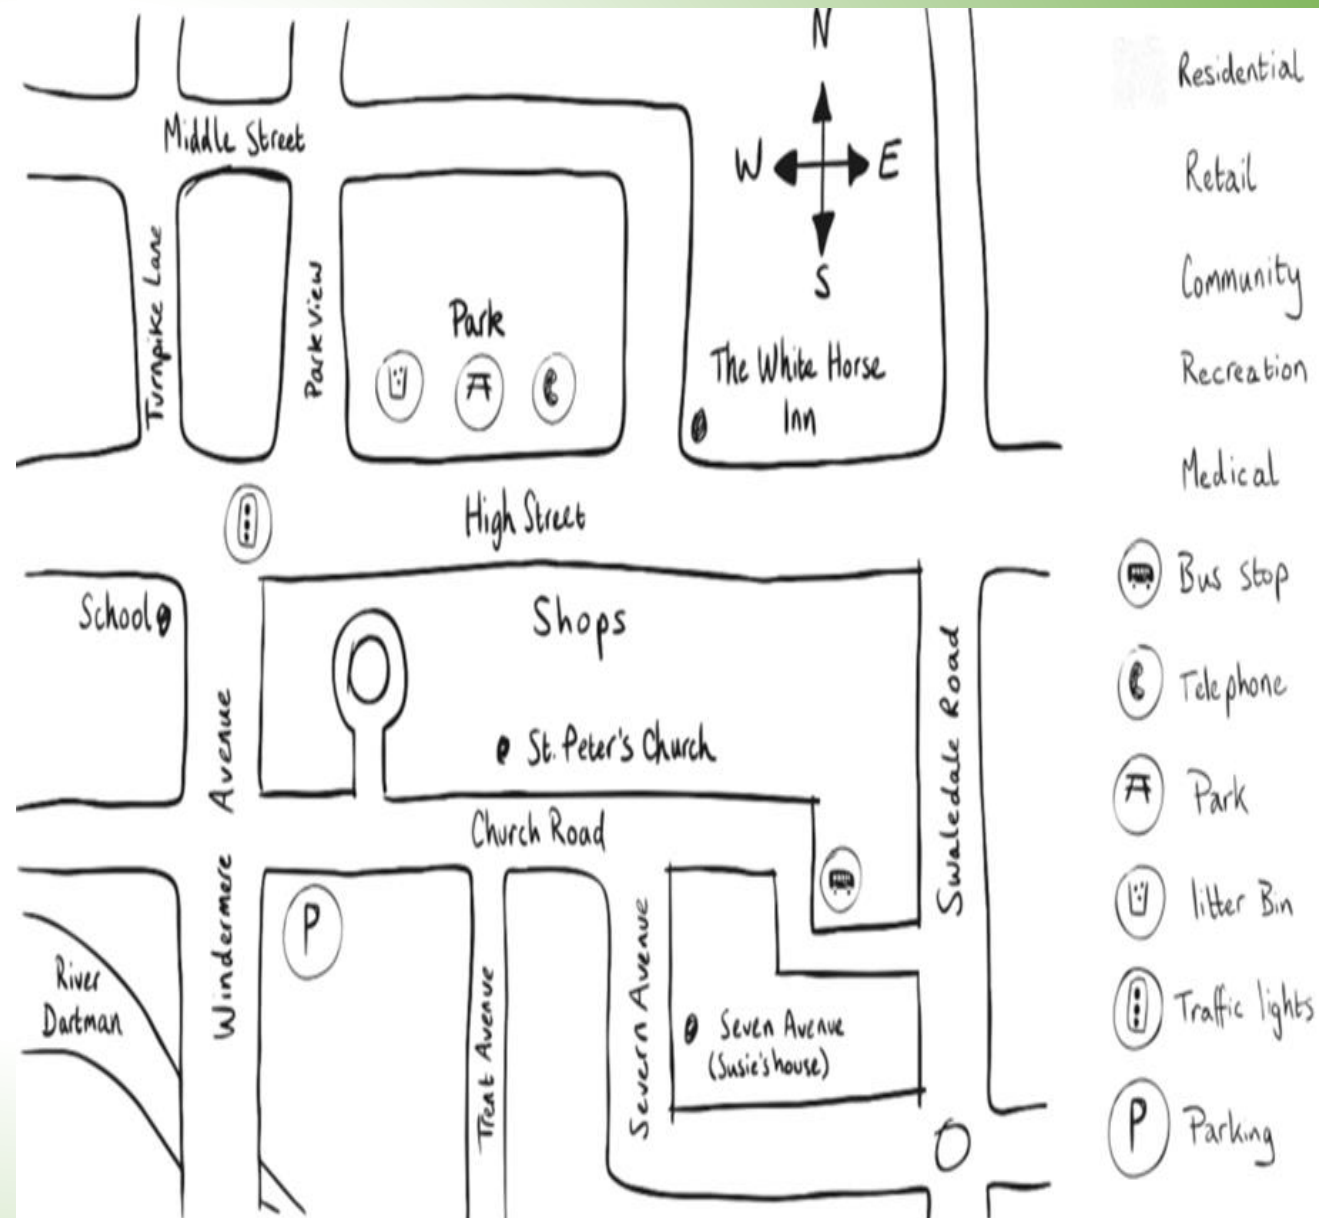 N
W E
S
Middle Street
Turnpike Lane
Park View
Park
The White Horse
Inn
High Street
School
Shops
St. Peter's Church
Windermere Avenue
Church Road
Swaledale Road
P
River
Dartman
Trent Avenue
Severn Avenue
Seven Avenue
(Susie's house)
Residential
Retail
Community
Recreation
Medical
Bus Stop
Telephone
Park
litter Bin
Traffic lights
P Parking